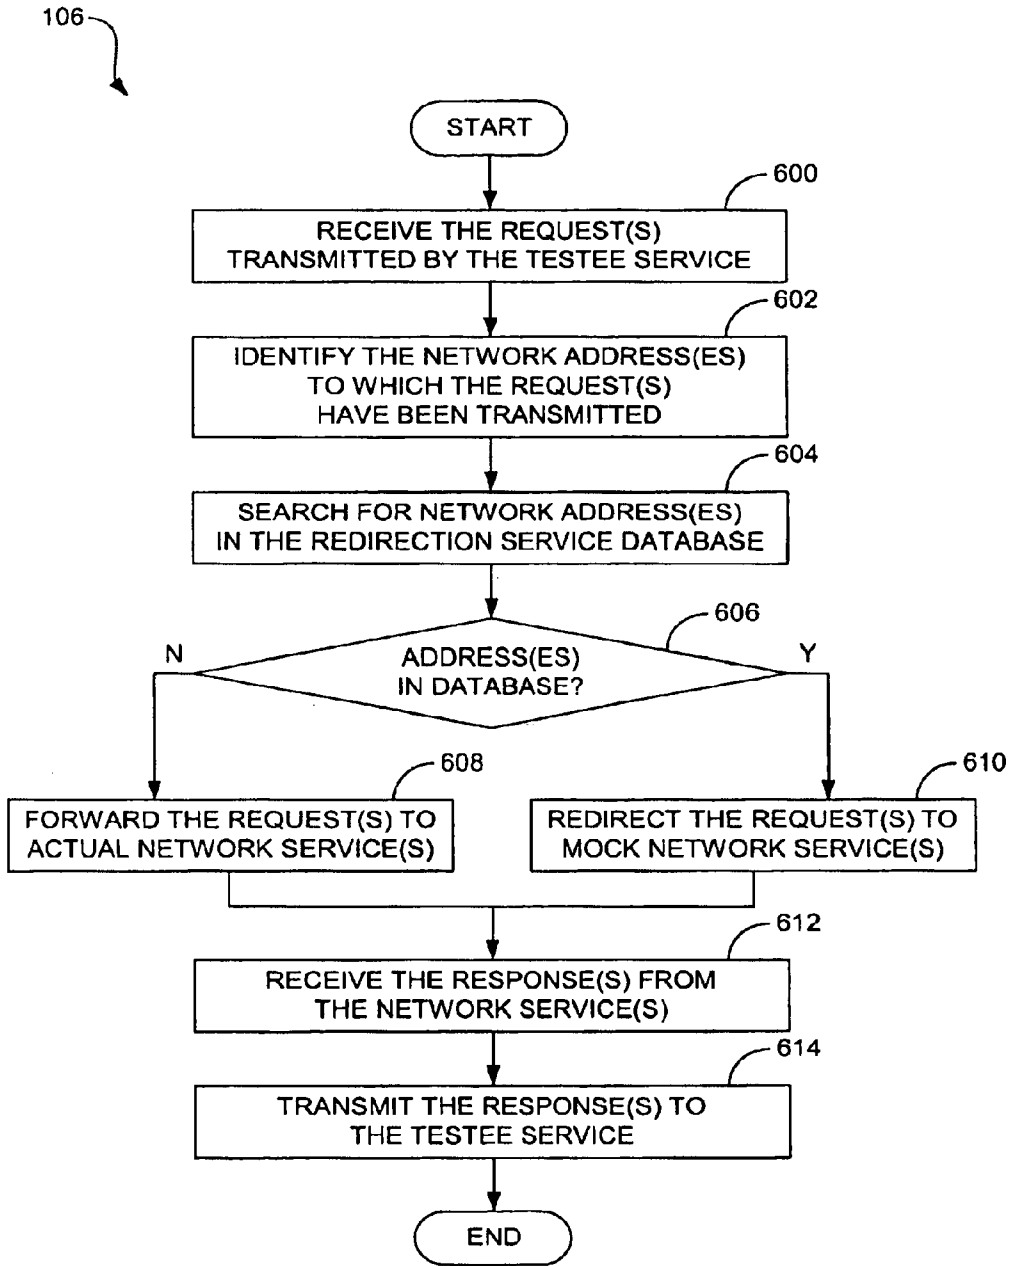 106
START
600
RECEIVE THE REQUEST(S)
TRANSMITTED BY THE TESTEE SERVICE
602
IDENTIFY THE NETWORK ADDRESS(ES)
TO WHICH THE REQUEST(S)
HAVE BEEN TRANSMITTED
604
SEARCH FOR NETWORK ADDRESS(ES)
IN THE REDIRECTION SERVICE DATABASE
606
N
ADDRESS(ES)
IN DATABASE?
Y
608
FORWARD THE REQUEST(S) TO
ACTUAL NETWORK SERVICE(S)
610
REDIRECT THE REQUEST(S) TO
MOCK NETWORK SERVICE(S)
612
RECEIVE THE RESPONSE(S) FROM
THE NETWORK SERVICE(S)
614
TRANSMIT THE RESPONSE(S) TO
THE TESTEE SERVICE
END